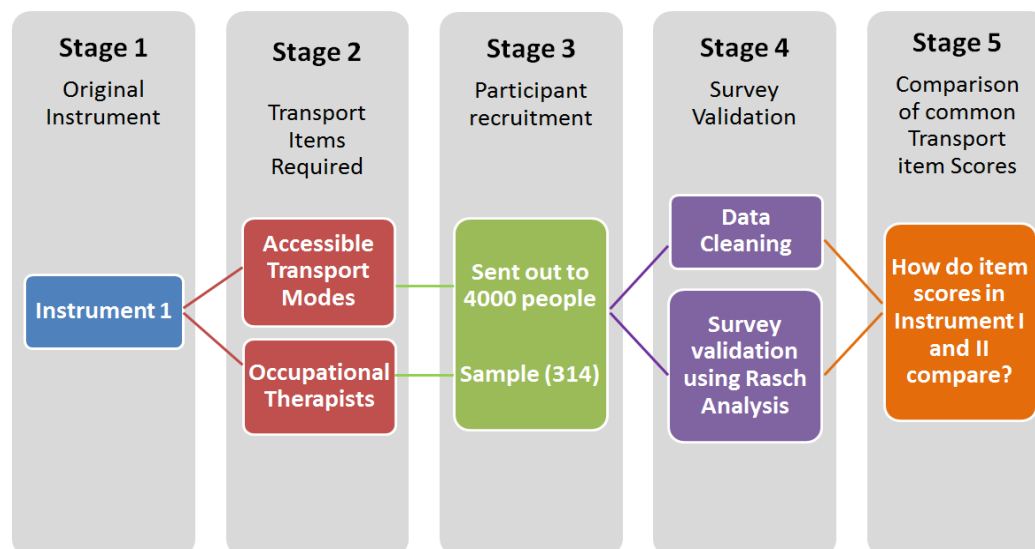 Stage 1
Original
Instrument
Instrument 1
Stage 2
Transport
Items
Required
Accessible
Transport
Modes
Occupational
Therapists
Stage 3
Participant
recruitment
Sent out to
4000 people
Sample (314)
Stage 4
Survey
Validation
Data
Cleaning
Survey
validation
using Rasch
Analysis
Stage 5
Comparison
of common
Transport
item Scores
How do item
scores in
Instrument I
and II
compare?